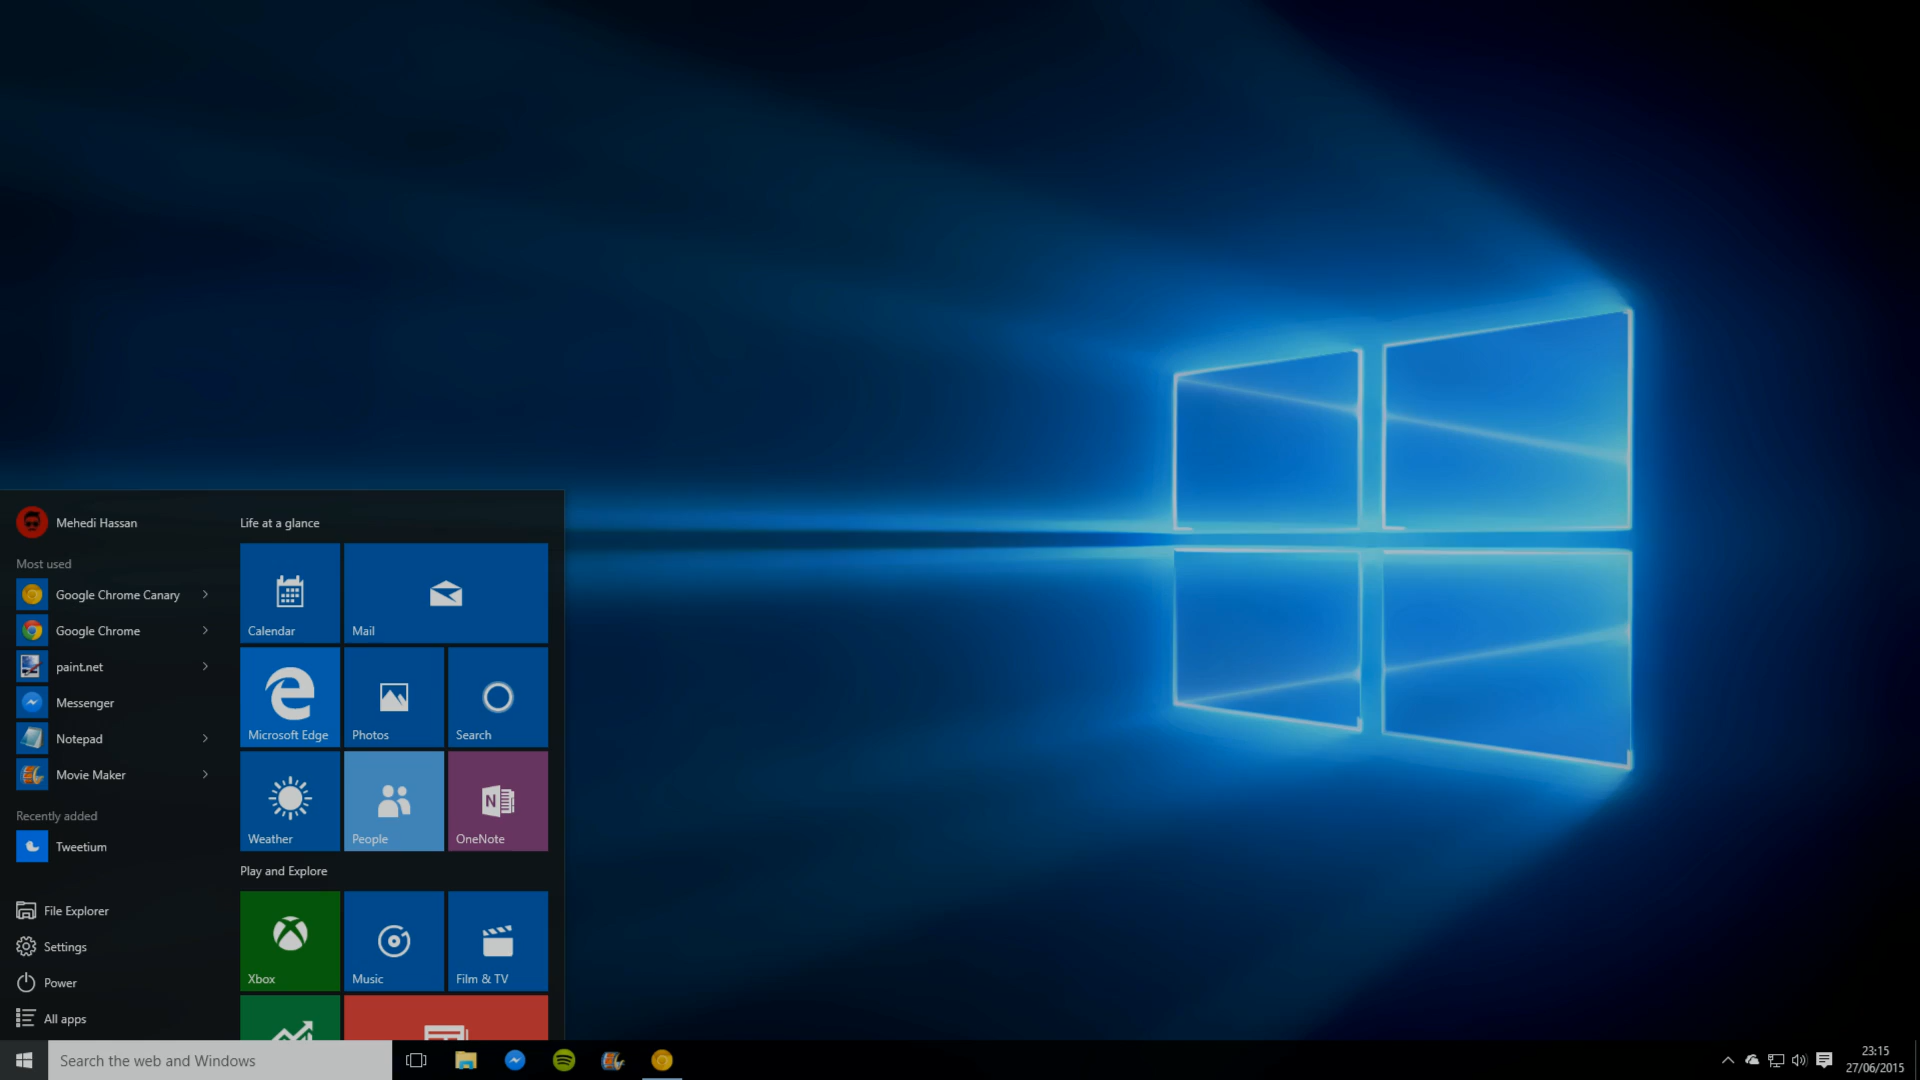 Mehedi Hassan
Most used
Google Chrome Canary
Google Chrome
paint.net
Messenger
Notepad
Movie Maker
Recently added
Tweetium
File Explorer
Settings
Power
All apps
Life at a glance
Calendar
Mail
Microsoft Edge
Photos
Search
Weather
People
N
OneNote
Play and Explore
Xbox
Music
Film & TV
Search the web and Windows
23:15
27/06/2015